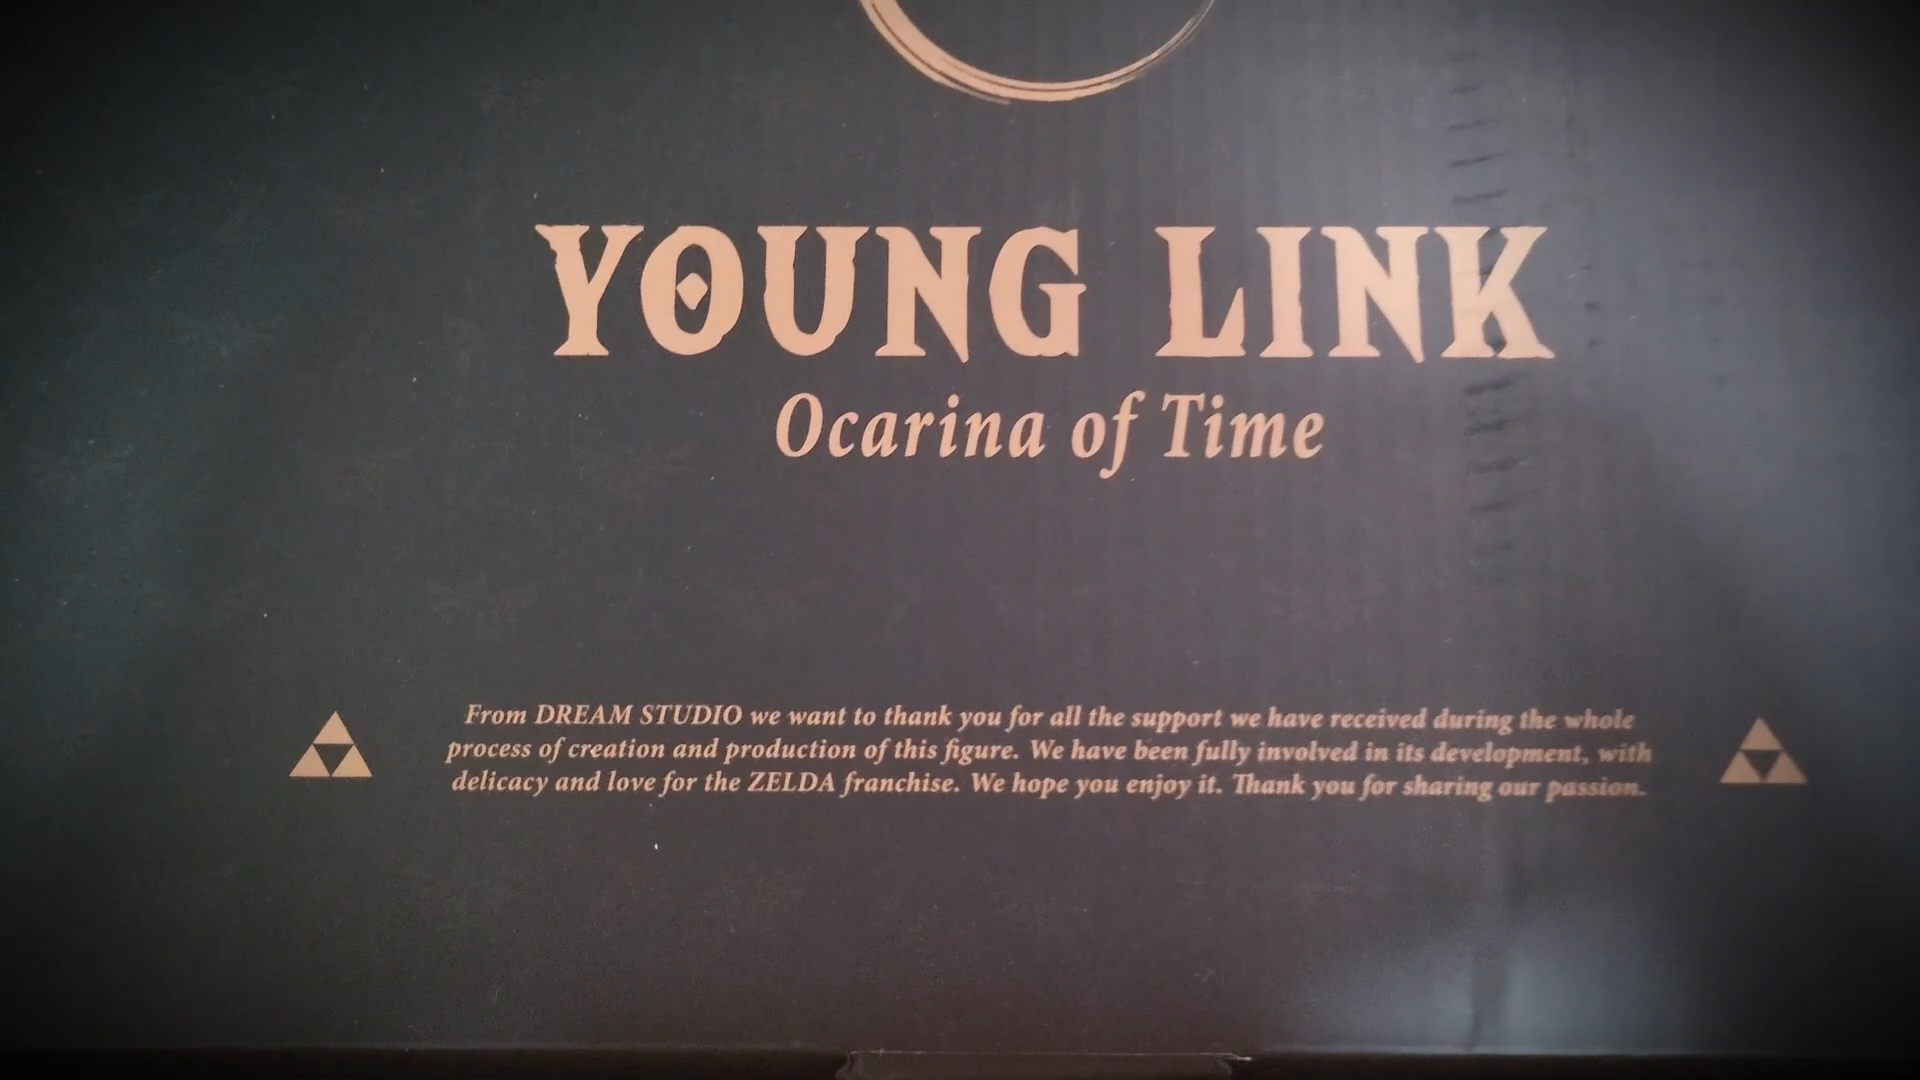 YOUNG LINK
Ocarina of Time
From DREAM STUDIO we want to thank you for all the support we have received during the whole
process of creation and production of this figure. We have been fully involved in its development, with
delicacy and love for the ZELDA franchise. We hope you enjoy it. Thank you for sharing our passion.